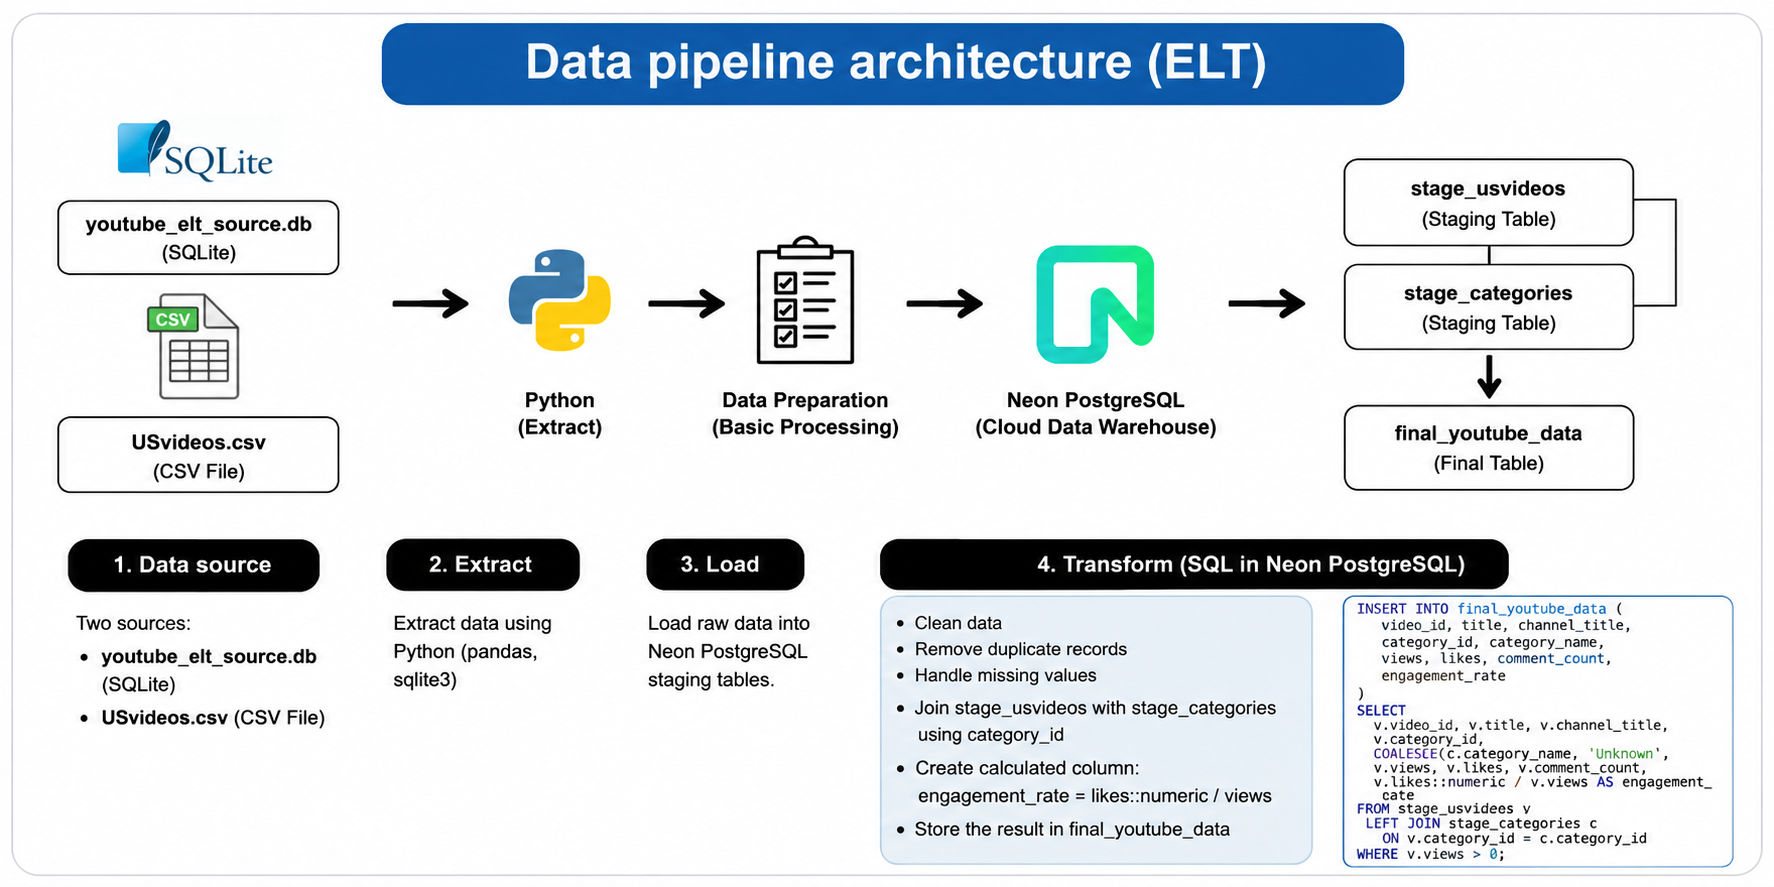 Data pipeline architecture (ELT)
SQLite
youtube_elt_source.db
(SQLite)
CSV
USvideos.csv
(CSV File)
Python
(Extract)
Data Preparation
(Basic Processing)
Neon PostgreSQL
(Cloud Data Warehouse)
stage_usvideos
(Staging Table)
stage_categories
(Staging Table)
final_youtube_data
(Final Table)
1. Data source
Two sources:
• youtube_elt_source.db
(SQLite)
• USvideos.csv (CSV File)
2. Extract
Extract data using
Python (pandas,
sqlite3)
3. Load
Load raw data into
Neon PostgreSQL
staging tables.
4. Transform (SQL in Neon PostgreSQL)
• Clean data
• Remove duplicate records
• Handle missing values
• Join stage_usvideos with stage_categories
using category_id
• Create calculated column:
engagement_rate = likes::numeric / views
• Store the result in final_youtube_data
INSERT INTO final_youtube_data (
video_id, title, channel_title,
category_id, category_name,
views, likes, comment_count,
engagement_rate
)
SELECT
v.video_id, v.title, v.channel_title,
v.category_id,
COALESCE(c.category_name, 'Unknown',
v.views, v.likes, v.comment_count,
v.likes::numeric / v.views AS engagement_
cate
FROM stage_usvidees v
LEFT JOIN stage_categories c
ON v.category_id = c.category_id
WHERE v.views > 0;